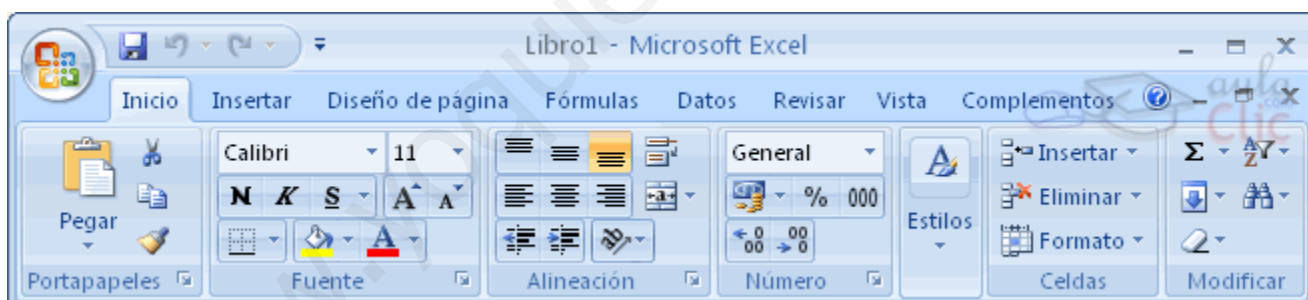 Libro1 - Microsoft Excel
Inicio Insertar Diseño de página Fórmulas Datos Revisar Vista Complementos
aula
.com
Clic
Calibri 11 General Insertar Σ
N K S A A % 000 Eliminar
Pegar Estilos Formato
Portapapeles Fuente Alineación Número Celdas Modificar